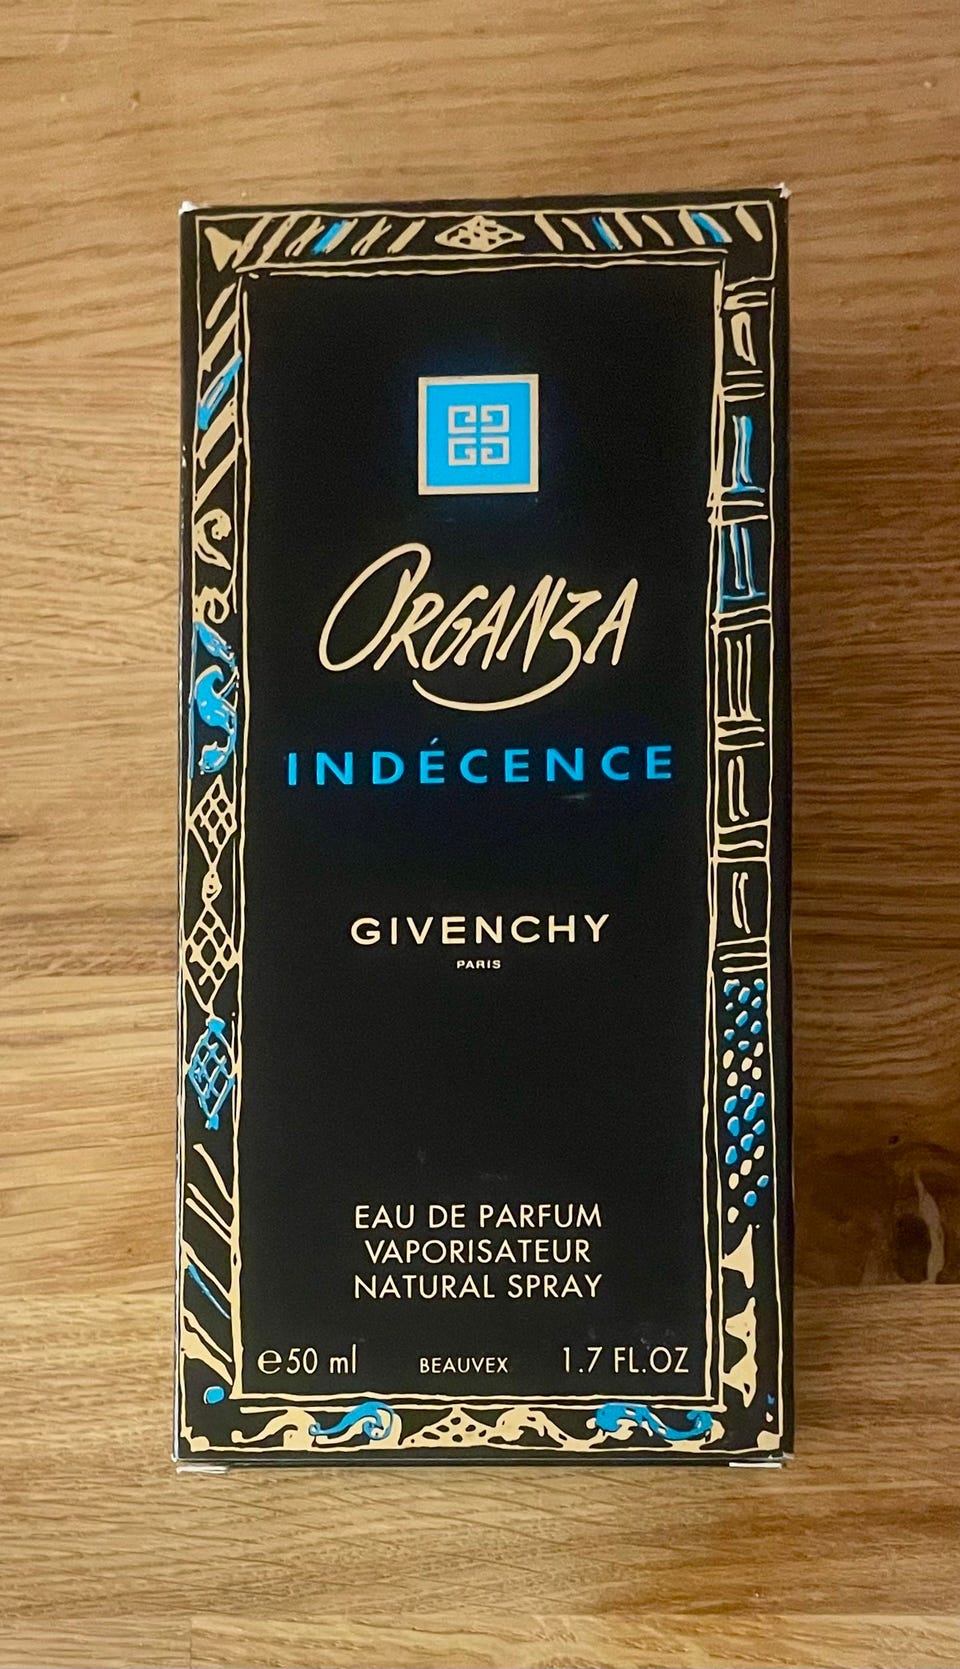 ORGANZA
INDÉCENCE
GIVENCHY
PARIS
EAU DE PARFUM
VAPORISATEUR
NATURAL SPRAY
℮50 ml BEAUVEX 1.7 FL.OZ